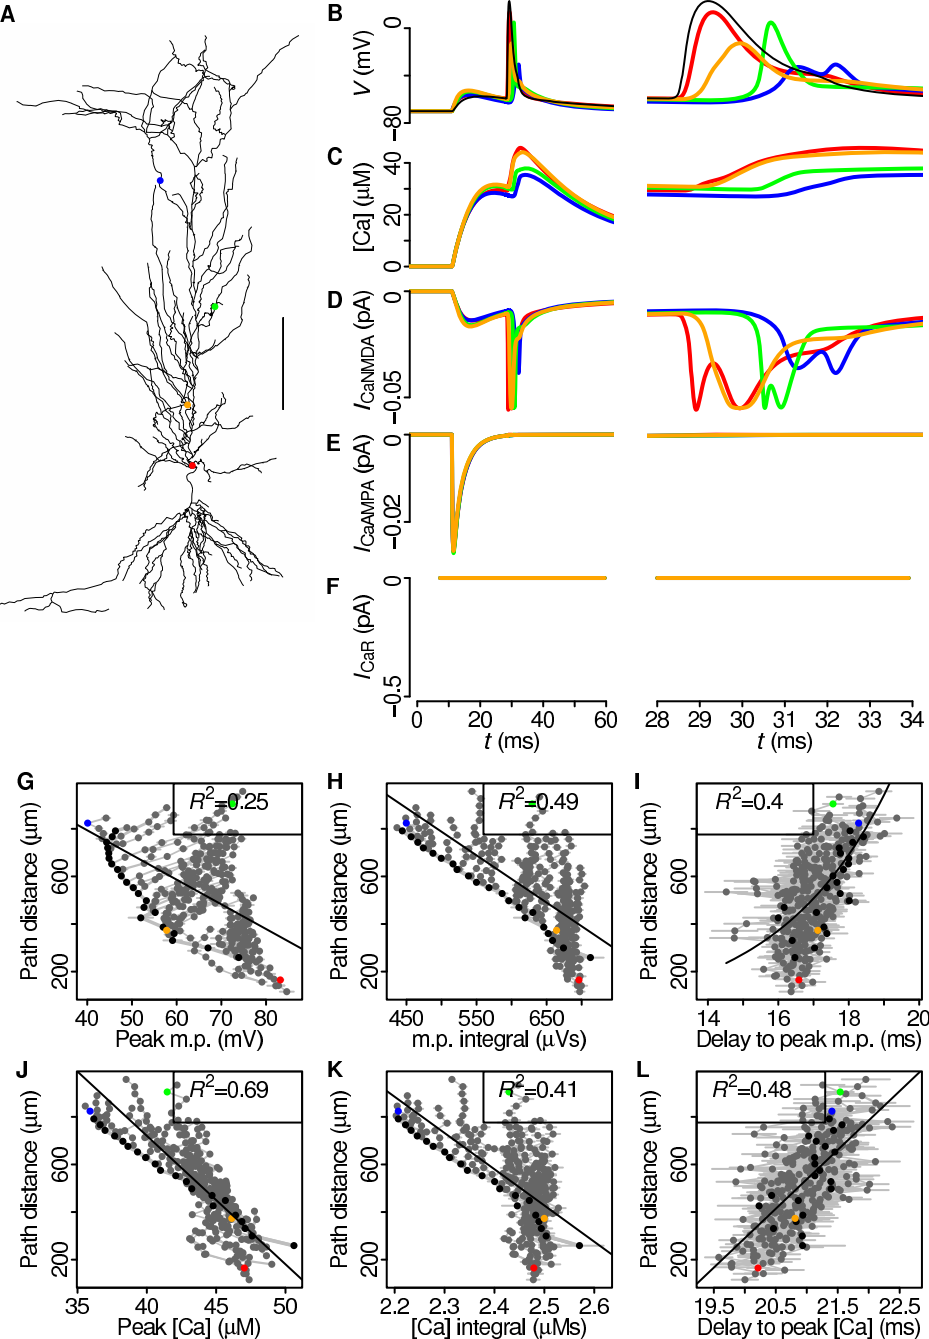 A
B
V (mV)
0
−80
C
[Ca] (μM)
40
20
0
D
I_CaNMDA (pA)
0
−0.05
E
I_CaAMPA (pA)
0
−0.02
F
I_CaR (pA)
0
−0.5
0 20 40 60
t (ms)
28 29 30 31 32 33 34
t (ms)
G
R²=0.25
Path distance (μm)
600
200
40 50 60 70 80
Peak m.p. (mV)
H
R²=0.49
Path distance (μm)
600
200
450 550 650
m.p. integral (μVs)
I
R²=0.4
Path distance (μm)
600
200
14 16 18 20
Delay to peak m.p. (ms)
J
R²=0.69
Path distance (μm)
600
200
35 40 45 50
Peak [Ca] (μM)
K
R²=0.41
Path distance (μm)
600
200
2.2 2.3 2.4 2.5 2.6
[Ca] integral (μMs)
L
R²=0.48
Path distance (μm)
600
200
19.5 20.5 21.5 22.5
Delay to peak [Ca] (ms)